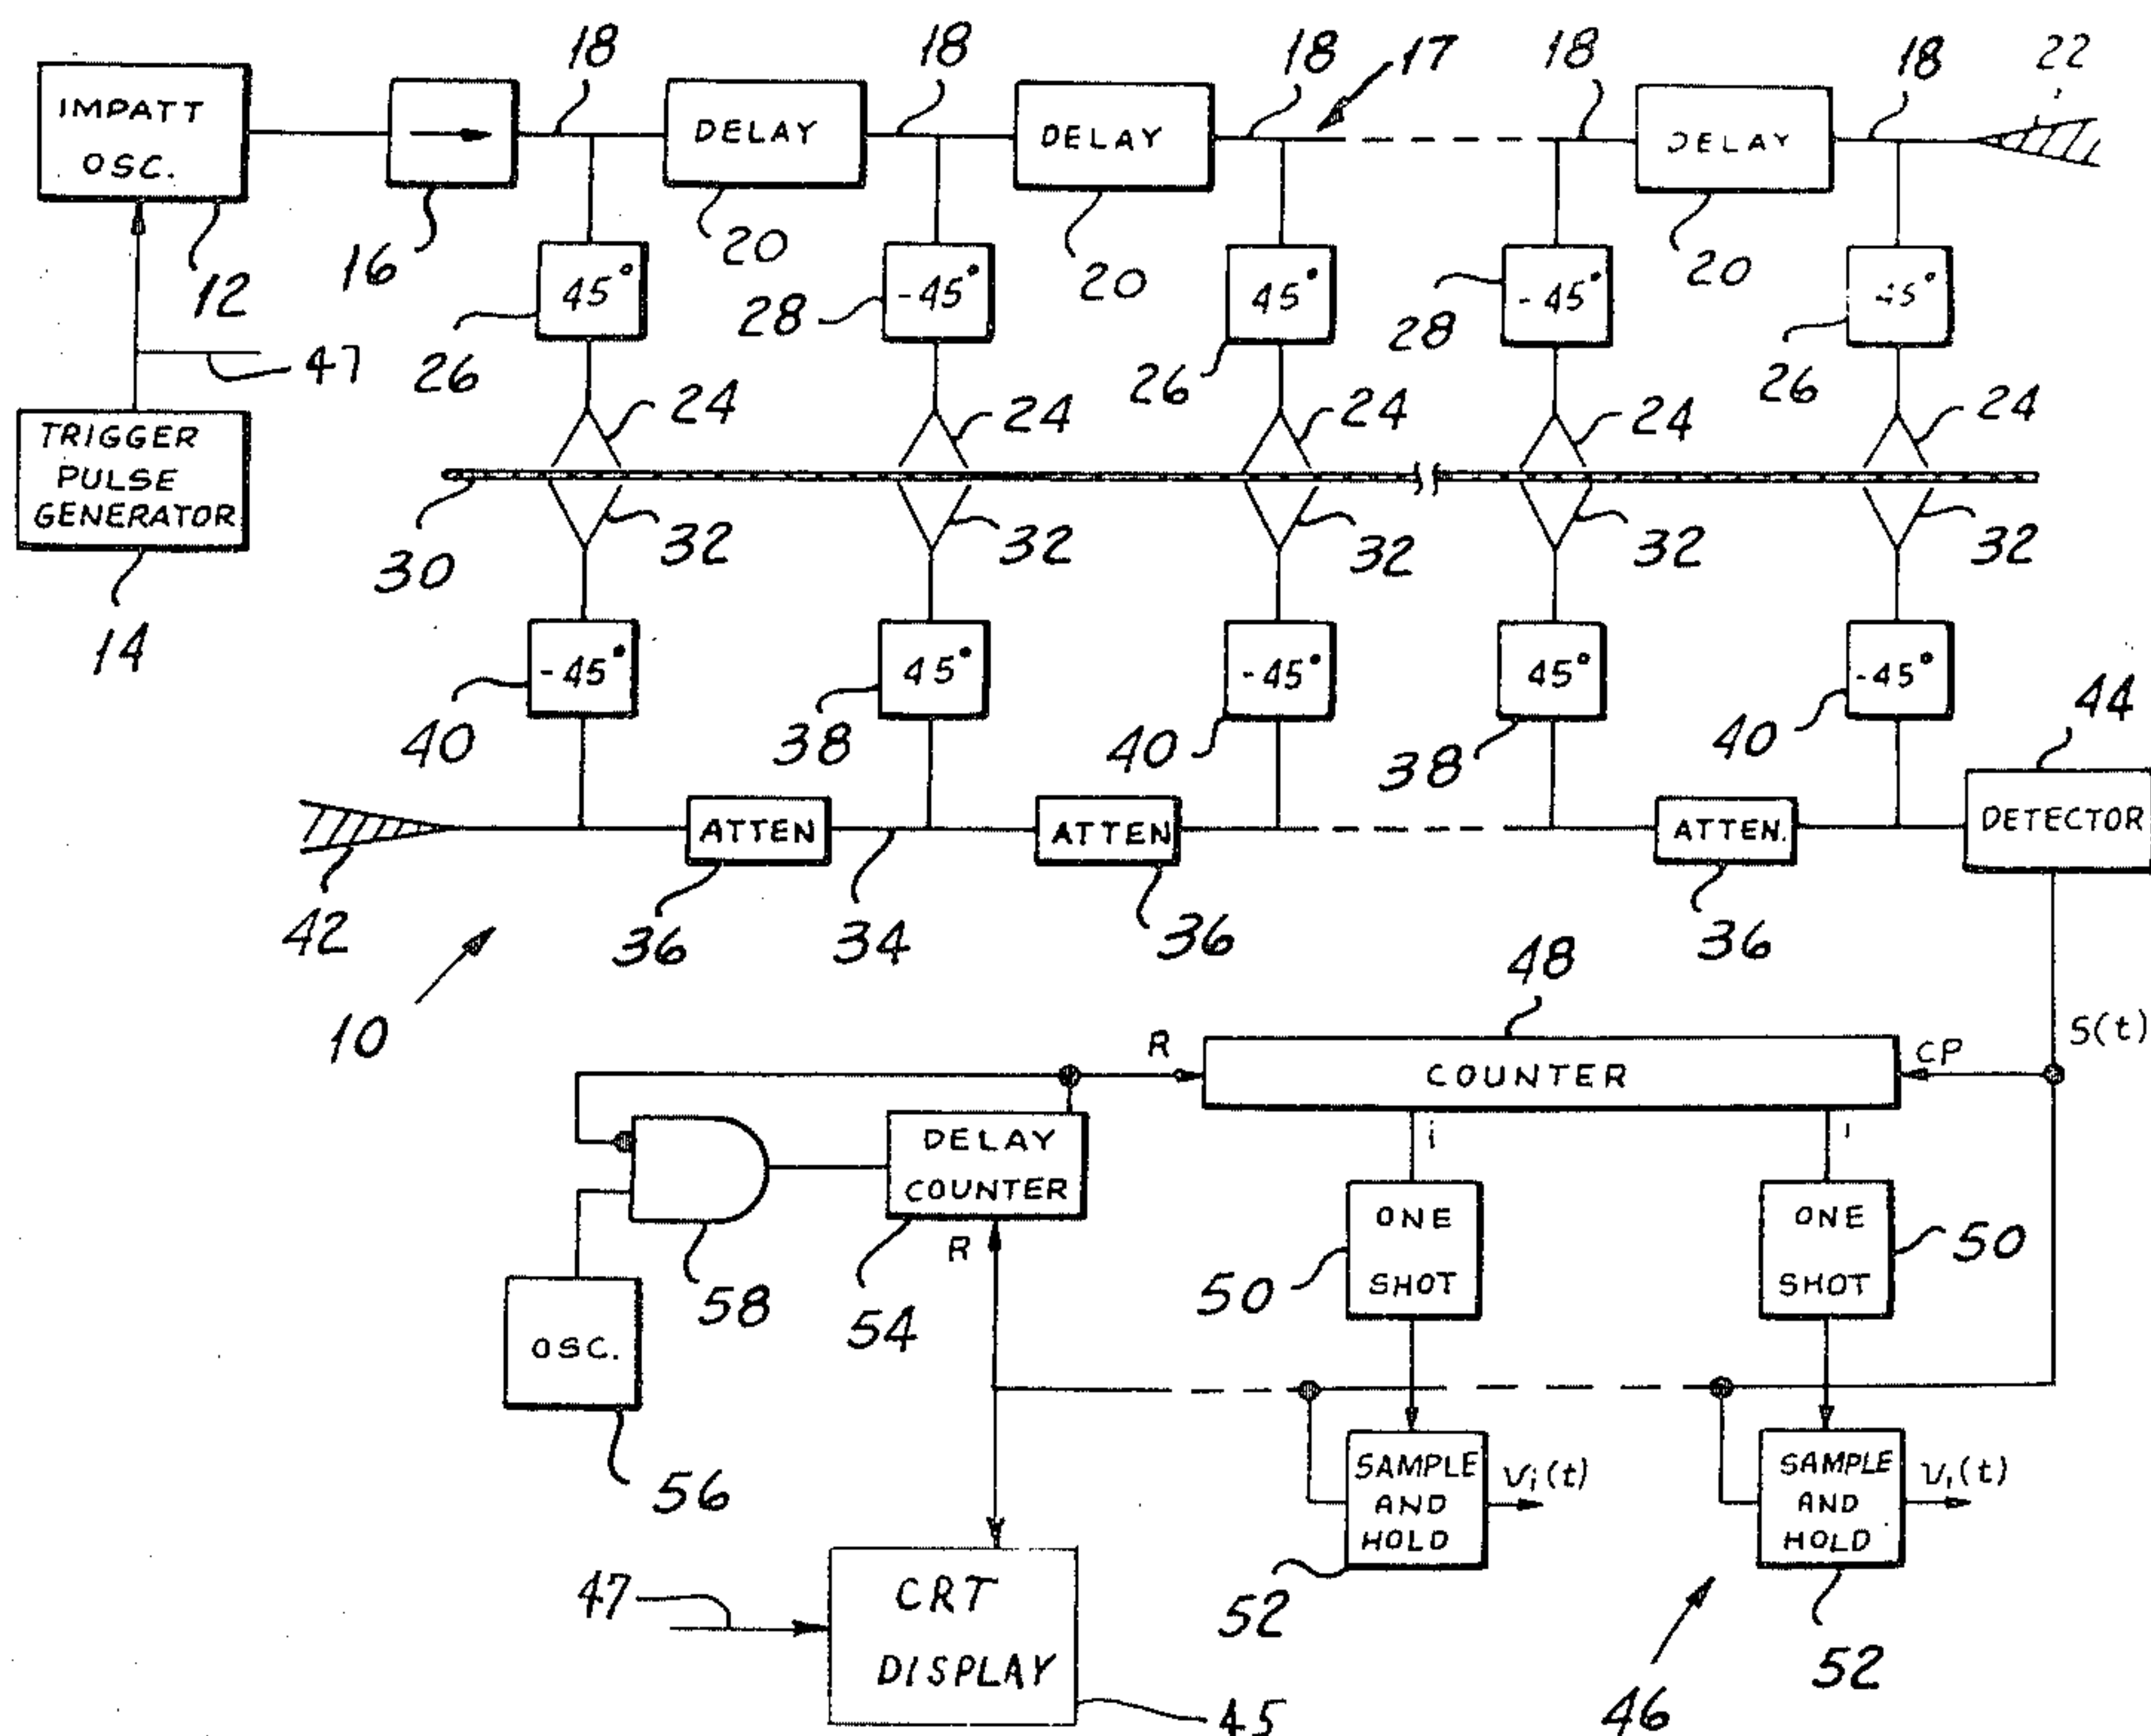 18
18
18
17
18
18
22
IMPATT
OSC.
DELAY
DELAY
DELAY
12
16
20
20
20
45°
-45°
45°
-45°
45°
26
28
26
28
26
47
TRIGGER
PULSE
GENERATOR
14
24
24
24
24
24
30
32
32
32
32
32
-45°
45°
-45°
45°
-45°
40
38
40
38
40
44
ATTEN
ATTEN
ATTEN.
DETECTOR
42
36
34
36
36
10
48
S(t)
R
COUNTER
CP
i
1
DELAY
COUNTER
R
ONE
SHOT
50
ONE
SHOT
50
58
54
OSC.
56
SAMPLE
AND
HOLD
vi(t)
SAMPLE
AND
HOLD
v1(t)
52
52
47
CRT
DISPLAY
45
46